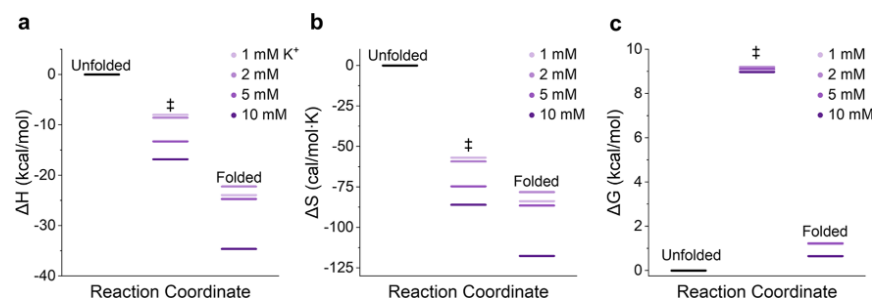 a
ΔH (kcal/mol)
0
-10
-20
-30
-40
Unfolded
‡
Folded
1 mM K⁺
2 mM
5 mM
10 mM
Reaction Coordinate
b
ΔS (cal/mol·K)
0
-25
-50
-75
-100
-125
Unfolded
‡
Folded
1 mM
2 mM
5 mM
10 mM
Reaction Coordinate
c
ΔG (kcal/mol)
10
8
6
4
2
0
Unfolded
‡
Folded
1 mM
2 mM
5 mM
10 mM
Reaction Coordinate